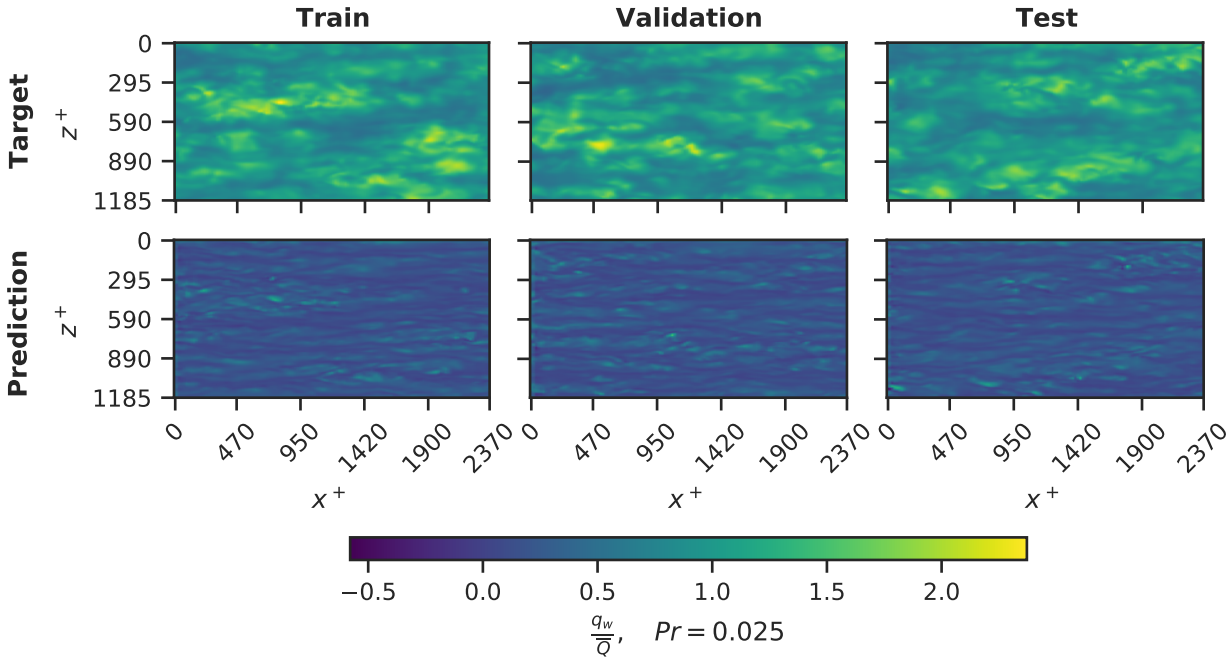 Train Validation Test
Target
z+
0
295
590
890
1185
Prediction
z+
0
295
590
890
1185
0 470 950 1420 1900 2370 0 470 950 1420 1900 2370 0 470 950 1420 1900 2370
x+ x+ x+
−0.5 0.0 0.5 1.0 1.5 2.0
q_w/Q̅, Pr = 0.025